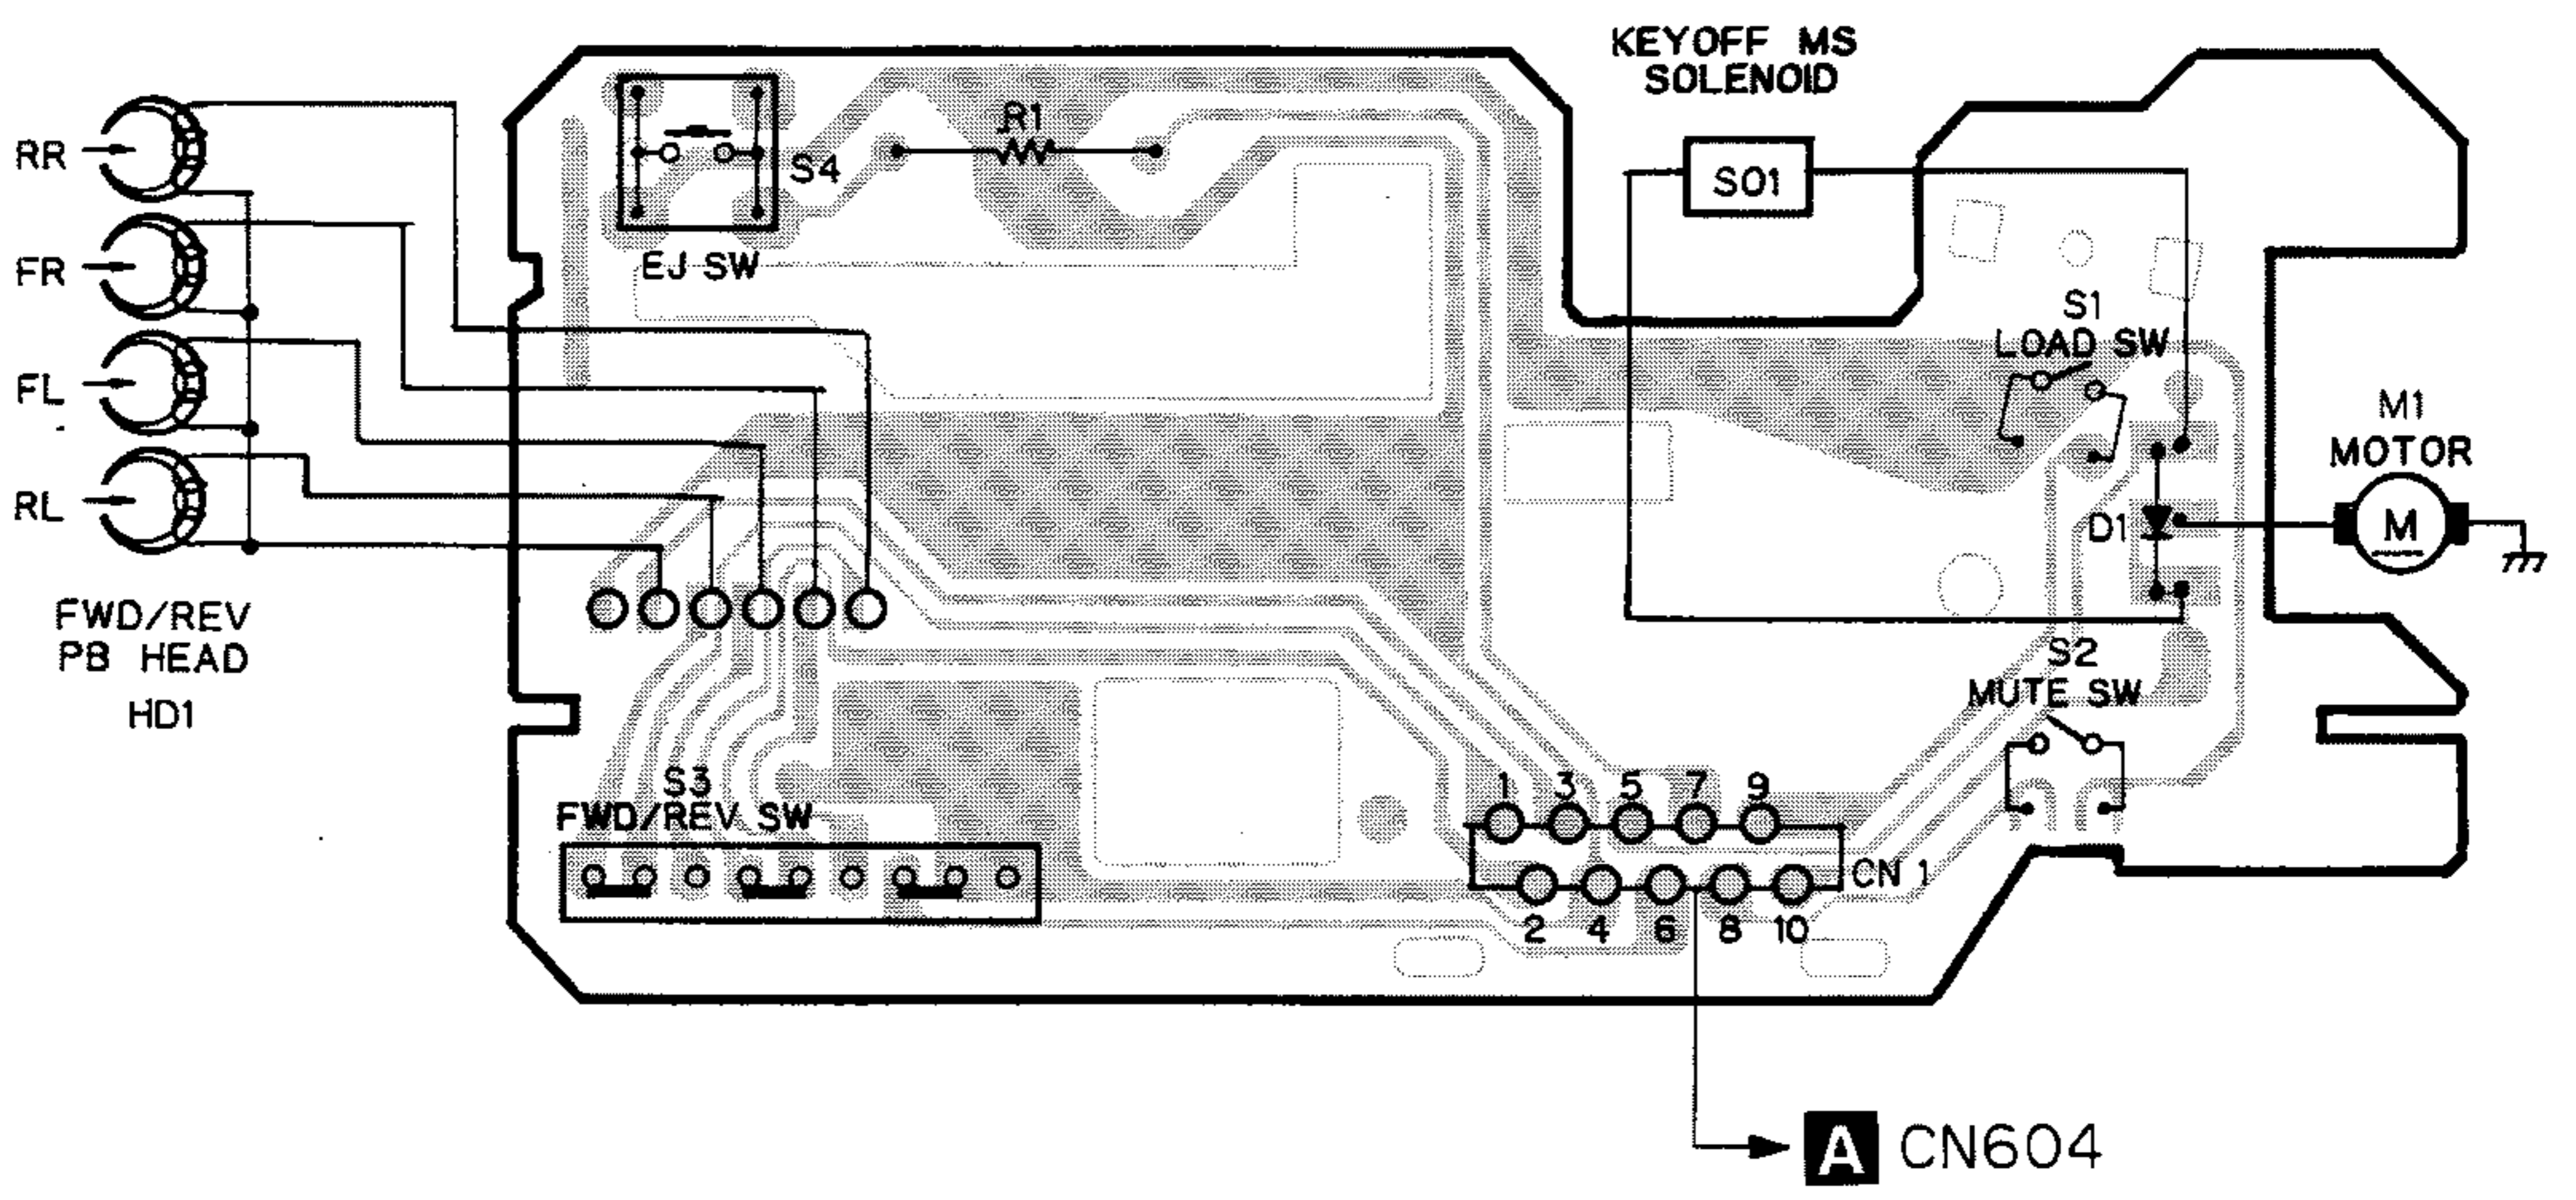 KEYOFF MS
SOLENOID
SO1
RR
FR
FL
RL
FWD/REV
PB HEAD
HD1
S4
EJ SW
R1
S1
LOAD SW
D1
M1
MOTOR
M
S2
MUTE SW
S3
FWD/REV SW
1 3 5 7 9
CN 1
2 4 6 8 10
A CN604